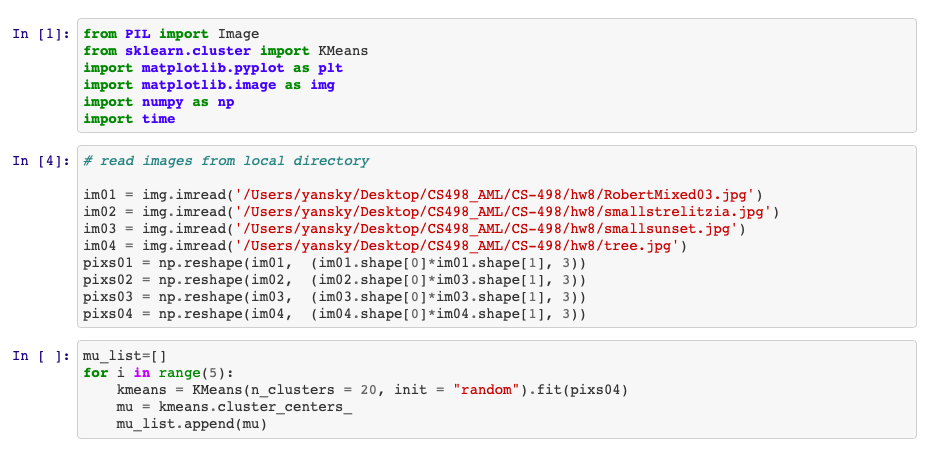 In [1]: from PIL import Image
from sklearn.cluster import KMeans
import matplotlib.pyplot as plt
import matplotlib.image as img
import numpy as np
import time
In [4]: # read images from local directory
im01 = img.imread('/Users/yansky/Desktop/CS498_AML/CS-498/hw8/RobertMixed03.jpg')
im02 = img.imread('/Users/yansky/Desktop/CS498_AML/CS-498/hw8/smallstrelitzia.jpg')
im03 = img.imread('/Users/yansky/Desktop/CS498_AML/CS-498/hw8/smallsunset.jpg')
im04 = img.imread('/Users/yansky/Desktop/CS498_AML/CS-498/hw8/tree.jpg')
pixs01 = np.reshape(im01,  (im01.shape[0]*im01.shape[1], 3))
pixs02 = np.reshape(im02,  (im02.shape[0]*im03.shape[1], 3))
pixs03 = np.reshape(im03,  (im03.shape[0]*im03.shape[1], 3))
pixs04 = np.reshape(im04,  (im04.shape[0]*im04.shape[1], 3))
In [ ]: mu_list=[]
for i in range(5):
    kmeans = KMeans(n_clusters = 20, init = "random").fit(pixs04)
    mu = kmeans.cluster_centers_
    mu_list.append(mu)